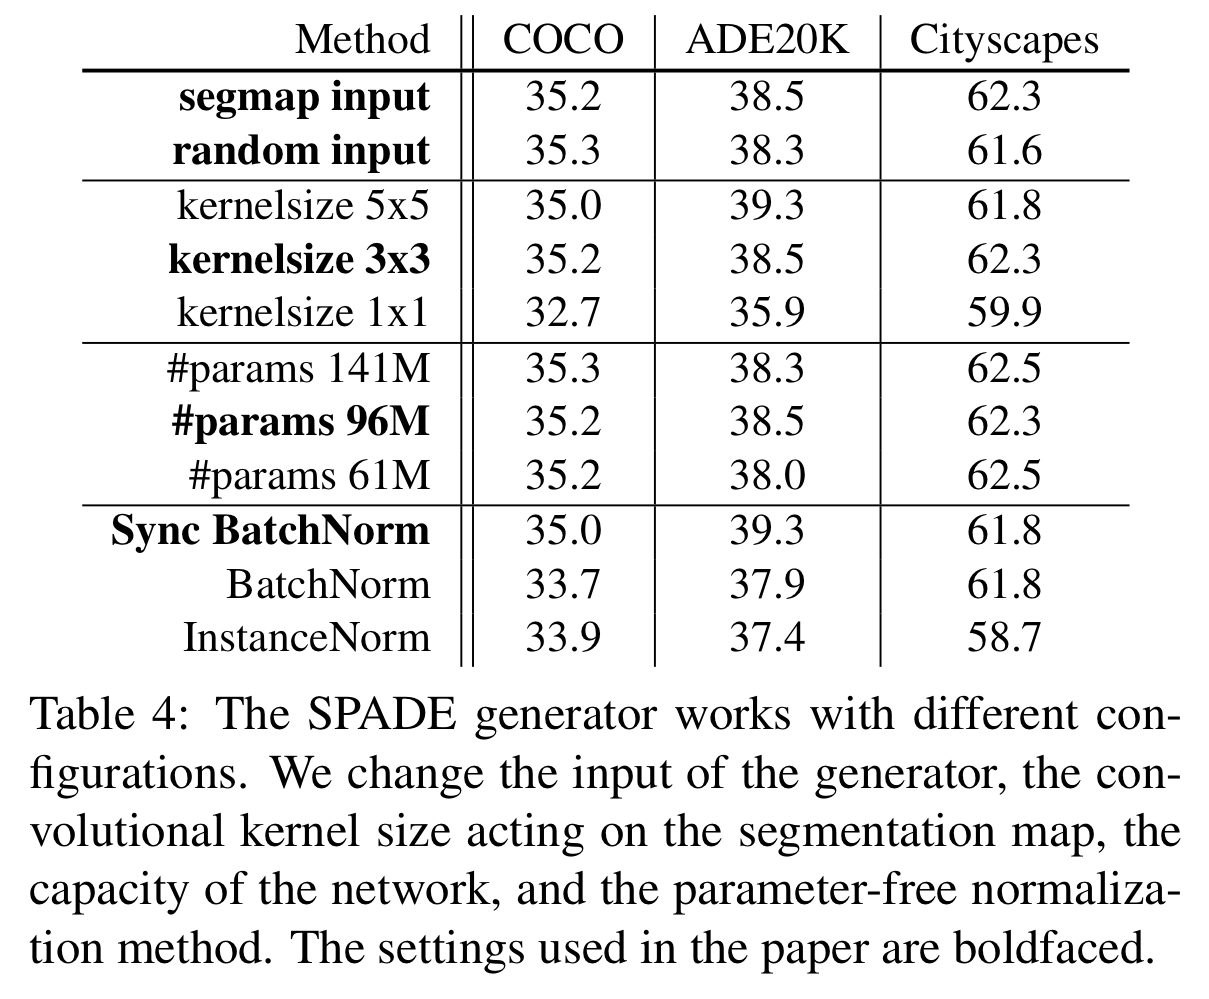 Method COCO ADE20K Cityscapes
segmap input 35.2 38.5 62.3
random input 35.3 38.3 61.6
kernelsize 5x5 35.0 39.3 61.8
kernelsize 3x3 35.2 38.5 62.3
kernelsize 1x1 32.7 35.9 59.9
#params 141M 35.3 38.3 62.5
#params 96M 35.2 38.5 62.3
#params 61M 35.2 38.0 62.5
Sync BatchNorm 35.0 39.3 61.8
BatchNorm 33.7 37.9 61.8
InstanceNorm 33.9 37.4 58.7
Table 4: The SPADE generator works with different con-
figurations. We change the input of the generator, the con-
volutional kernel size acting on the segmentation map, the
capacity of the network, and the parameter-free normaliza-
tion method. The settings used in the paper are boldfaced.